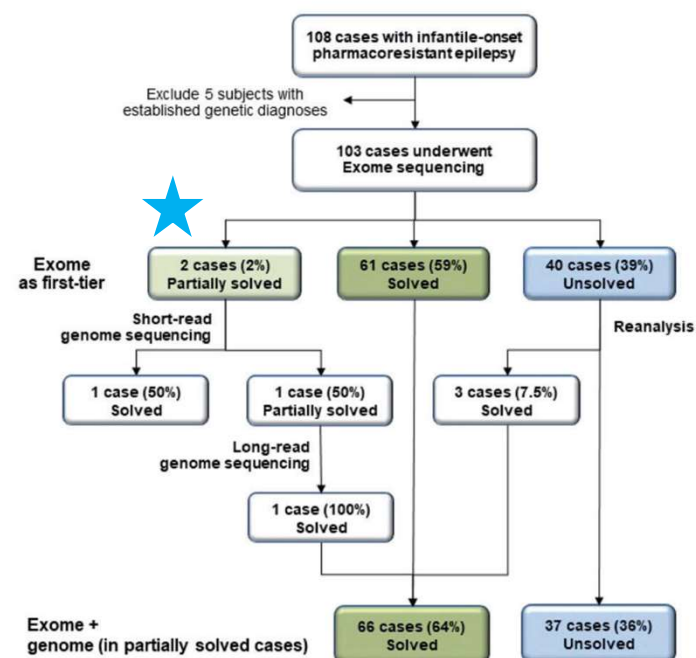 108 cases with infantile-onset
pharmacoresistant epilepsy
Exclude 5 subjects with
established genetic diagnoses
103 cases underwent
Exome sequencing
Exome
as first-tier
2 cases (2%)
Partially solved
61 cases (59%)
Solved
40 cases (39%)
Unsolved
Short-read
genome sequencing
Reanalysis
1 case (50%)
Solved
1 case (50%)
Partially solved
3 cases (7.5%)
Solved
Long-read
genome sequencing
1 case (100%)
Solved
Exome +
genome (in partially solved cases)
66 cases (64%)
Solved
37 cases (36%)
Unsolved